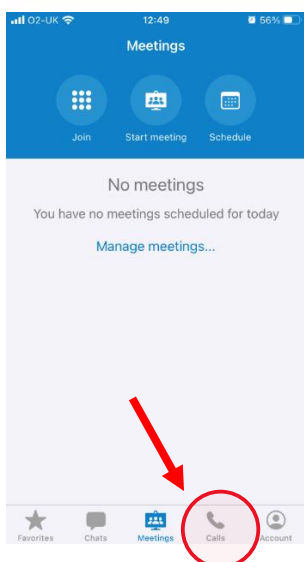 O2-UK 12:49 56%
Meetings
Join Start meeting Schedule
No meetings
You have no meetings scheduled for today
Manage meetings...
Favorites Chats Meetings Calls Account